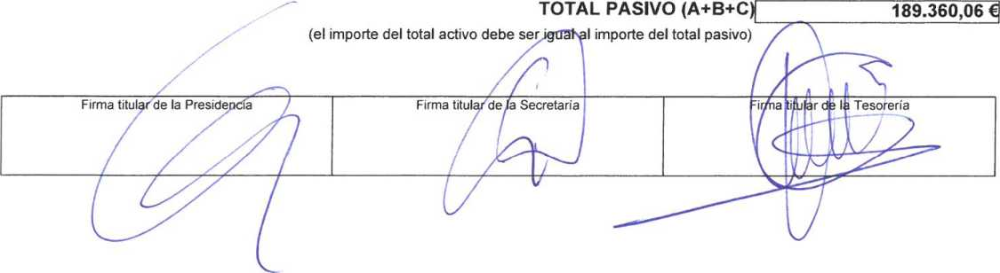 TOTAL PASIVO (A+B+C) 189.360,06 €
(el importe del total activo debe ser igual al importe del total pasivo)
Firma titular de la Presidencia Firma titular de la Secretaría Firma titular de la Tesorería